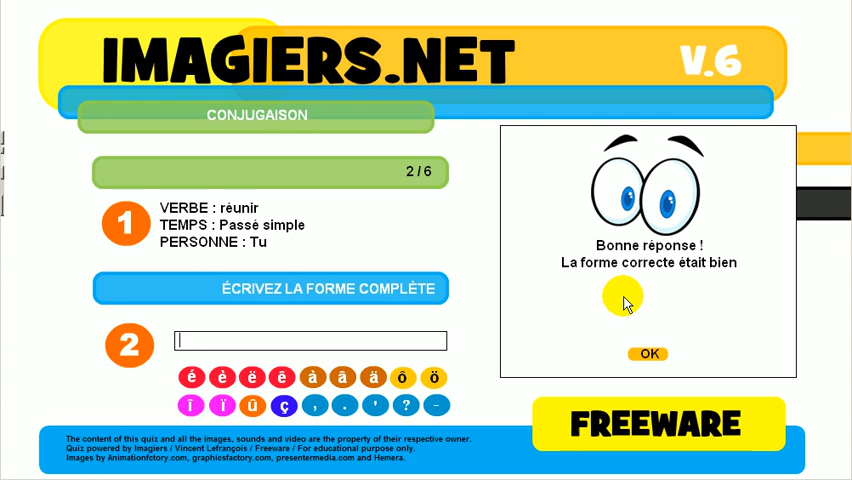 IMAGIERS.NET
V.6
CONJUGAISON
2 / 6
1
VERBE : réunir
TEMPS : Passé simple
PERSONNE : Tu
ÉCRIVEZ LA FORME COMPLÈTE
2
é è ë ê à â ä ô ö
î ï û ç , . ' ? -
Bonne réponse !
La forme correcte était bien
OK
FREEWARE
The content of this quiz and all the images, sounds and video are the property of their respective owner.
Quiz powered by Imagiers / Vincent Lefrançois / Freeware / For educational purpose only.
Images by Animationfctory.com, graphicsfactory.com, presentermedia.com and Hemera.